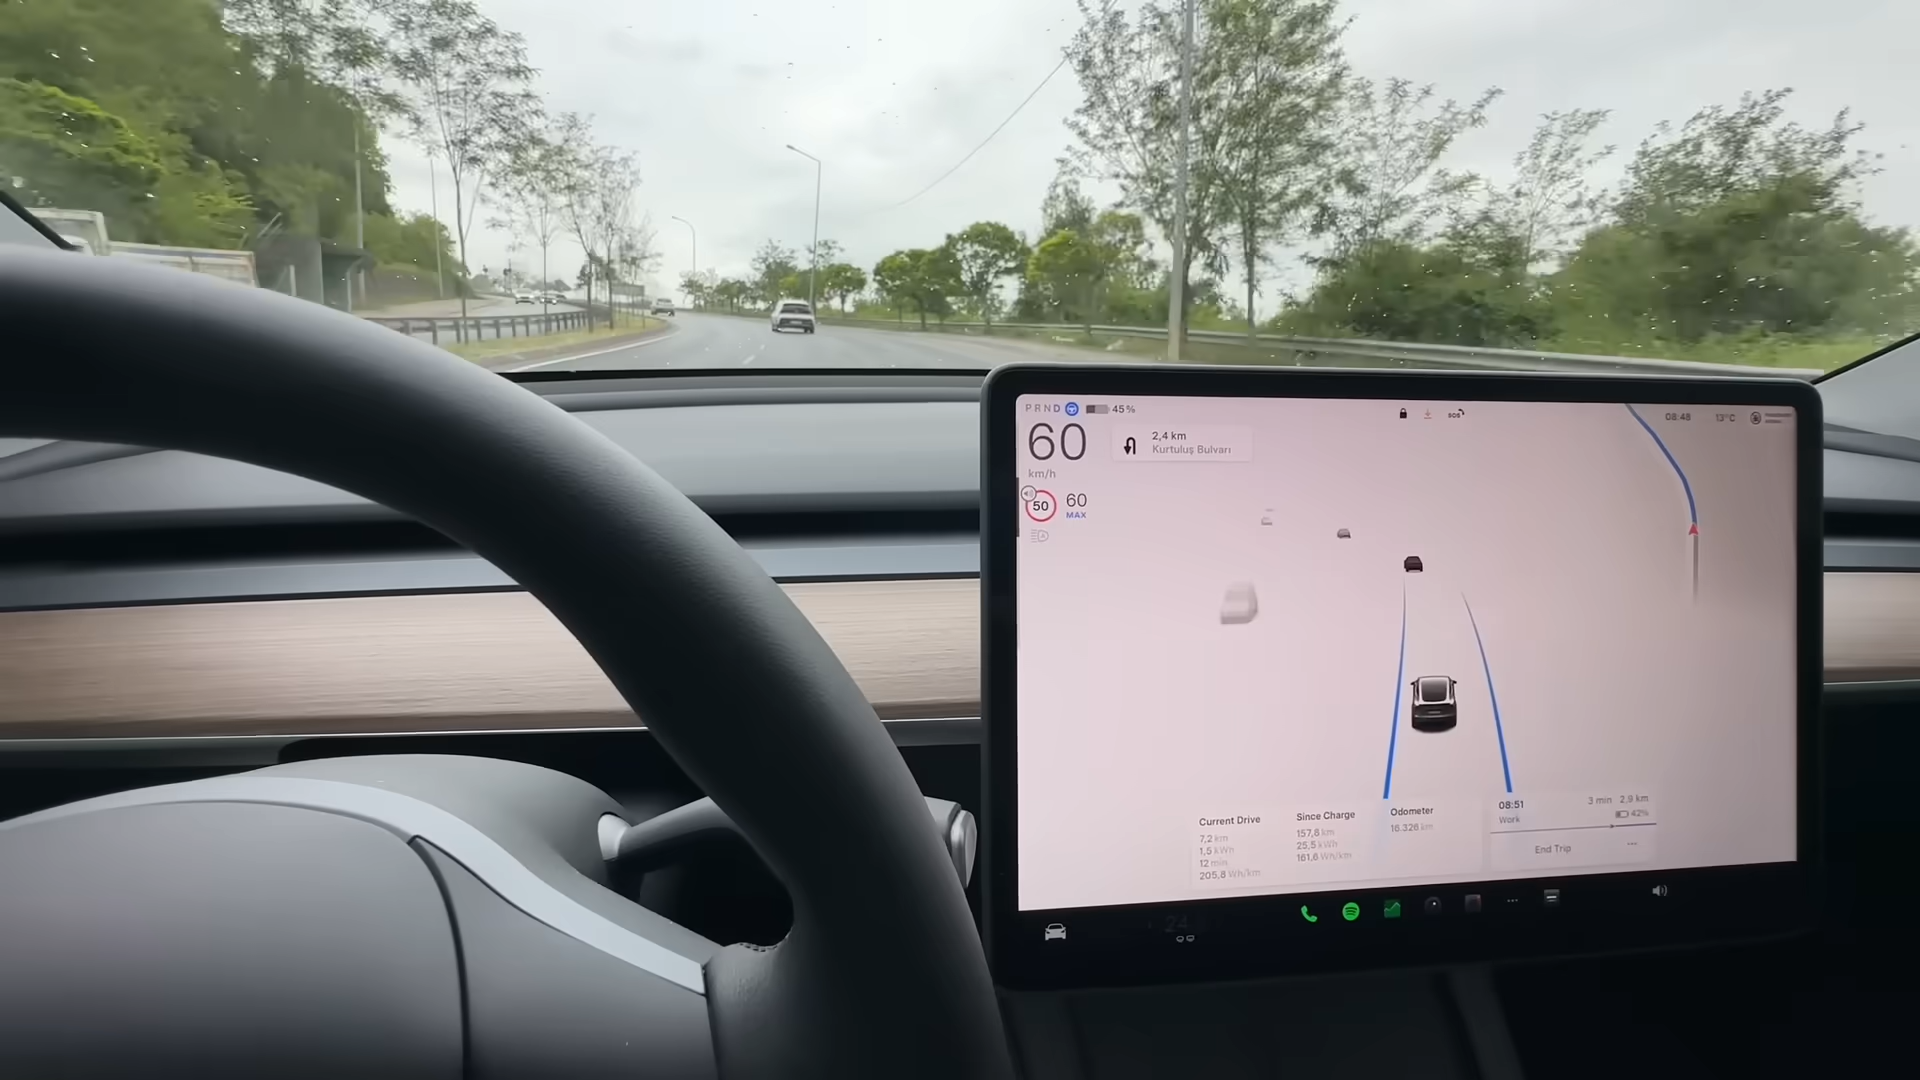 PRND 45%
SOS
08:48 13°C
60
km/h
2,4 km
Kurtuluş Bulvarı
50 60
MAX
Current Drive
7,2 km
1,5 kWh
12 min
205,8 Wh/km
Since Charge
157,8 km
25,5 kWh
161,6 Wh/km
Odometer
16.326 km
08:51 3 min 2,9 km
Work 42%
End Trip